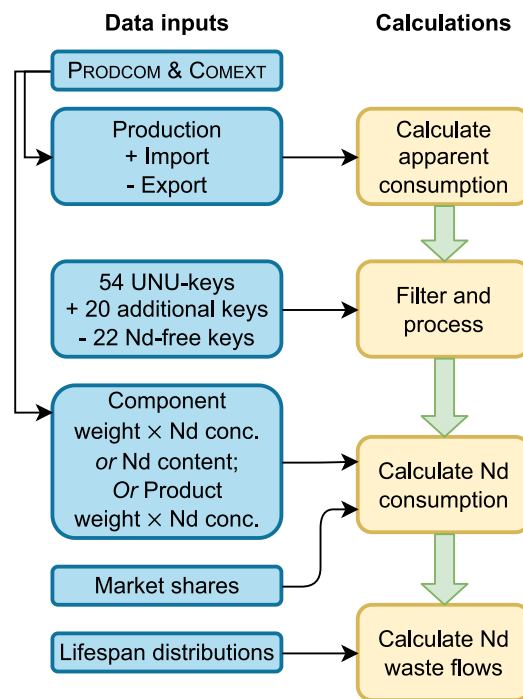 Data inputs
Calculations
PRODCOM & COMEXT
Production
+ Import
- Export
Calculate
apparent
consumption
54 UNU-keys
+ 20 additional keys
- 22 Nd-free keys
Filter and
process
Component
weight × Nd conc.
or Nd content;
Or Product
weight × Nd conc.
Calculate Nd
consumption
Market shares
Lifespan distributions
Calculate Nd
waste flows